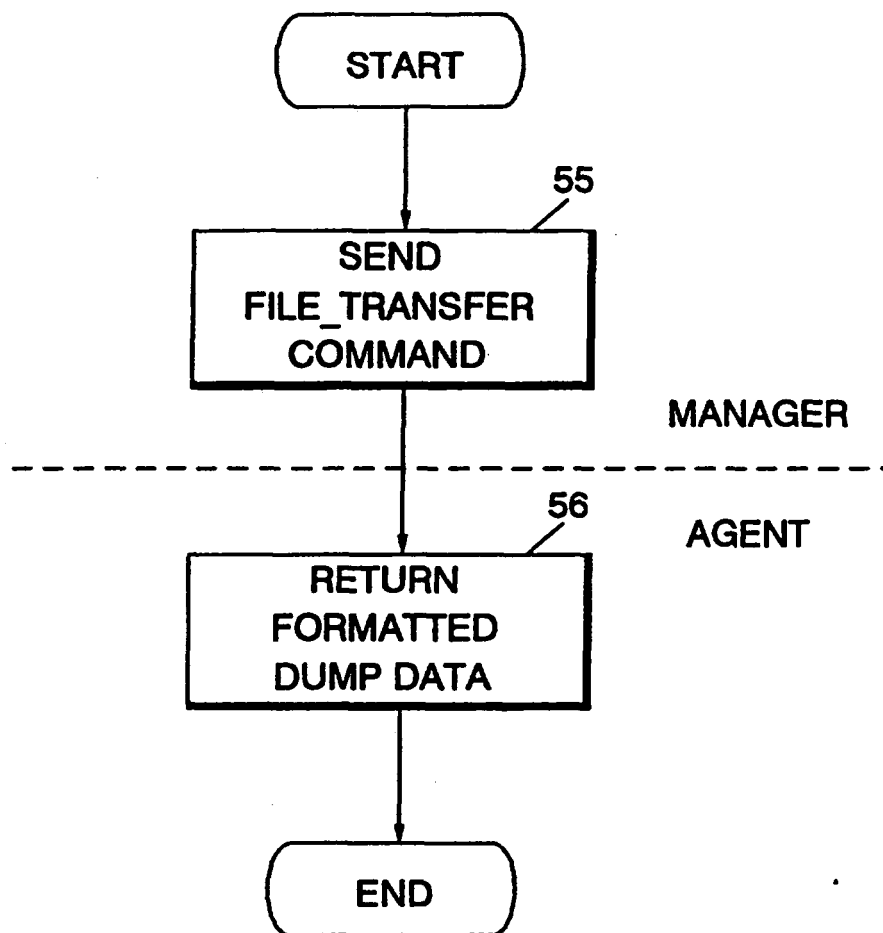 START
55
SEND
FILE_TRANSFER
COMMAND
MANAGER
56
AGENT
RETURN
FORMATTED
DUMP DATA
END